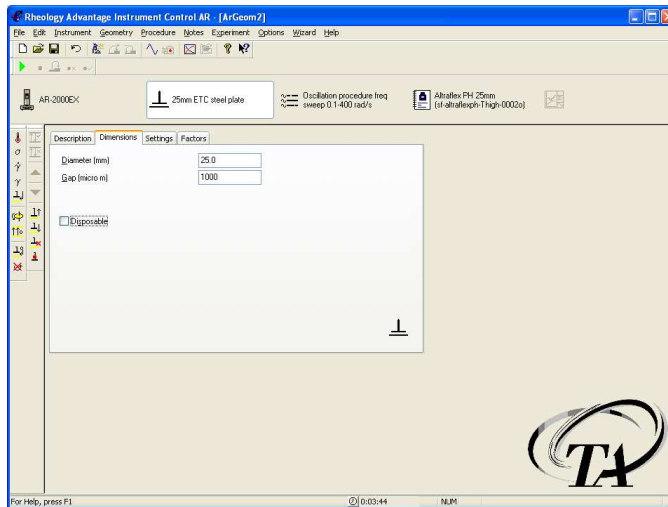 Rheology Advantage Instrument Control AR - [ArGeom2]
File Edit Instrument Geometry Procedure Notes Experiment Options Wizard Help
AR-2000EX
25mm ETC steel plate
Oscillation procedure freq
sweep 0.1-400 rad/s
Altraflex PH 25mm
(sf-altraflexph-Thigh-0002o)
Description Dimensions Settings Factors
Diameter (mm) 25.0
Gap (micro m) 1000
Disposable
TA
For Help, press F1 0:03:44 NUM